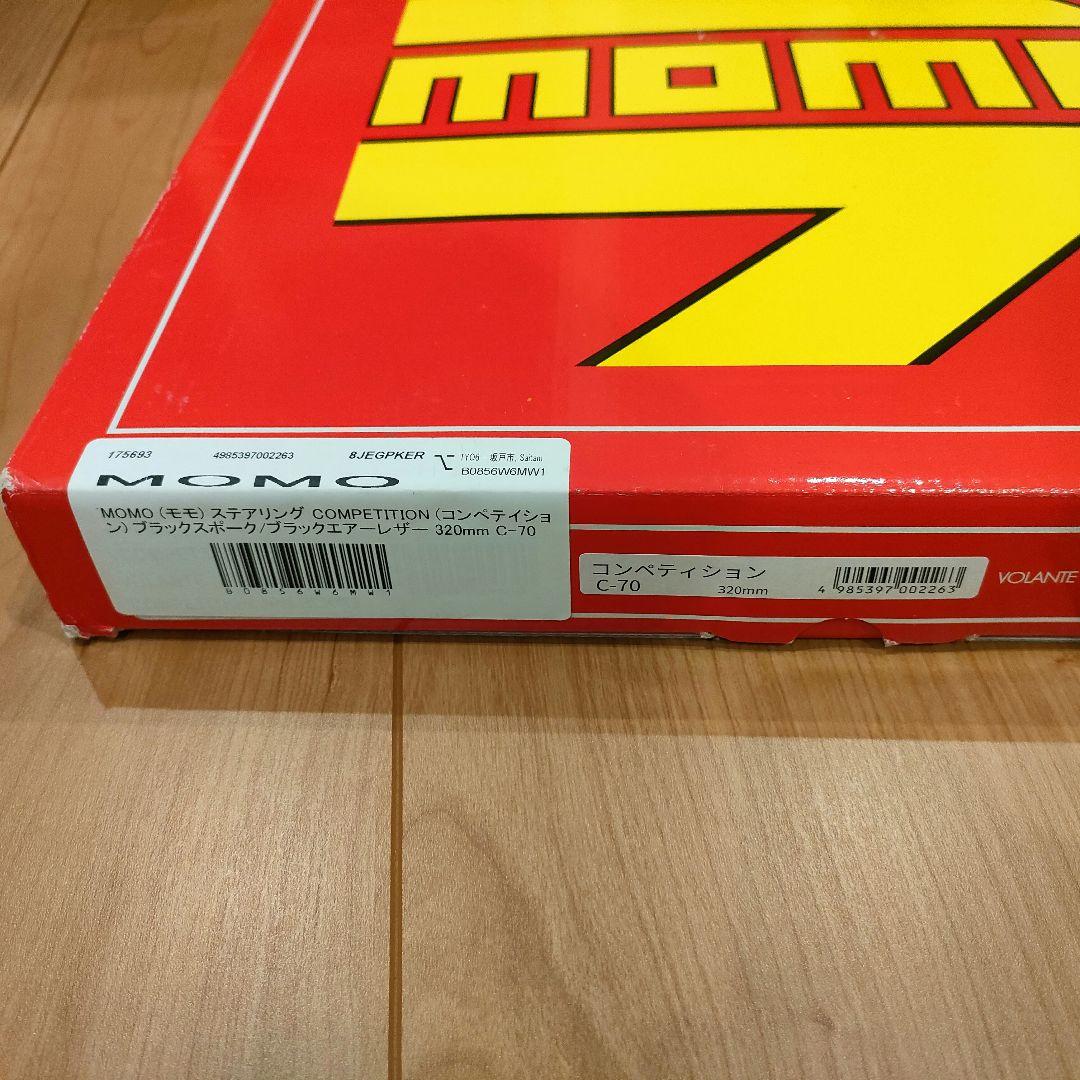 momo
175693 4985397002263 8JEGPKER TYO6 坂戸市, Saitam
B0856W6MW1
MOMO
MOMO (モモ) ステアリング COMPETITION (コンペテイショ
ン) ブラックスポーク/ブラックエアーレザー 320mm C-70
B0856W6MW1
コンペティション
C-70 320mm
4 985397 002263
VOLANTE